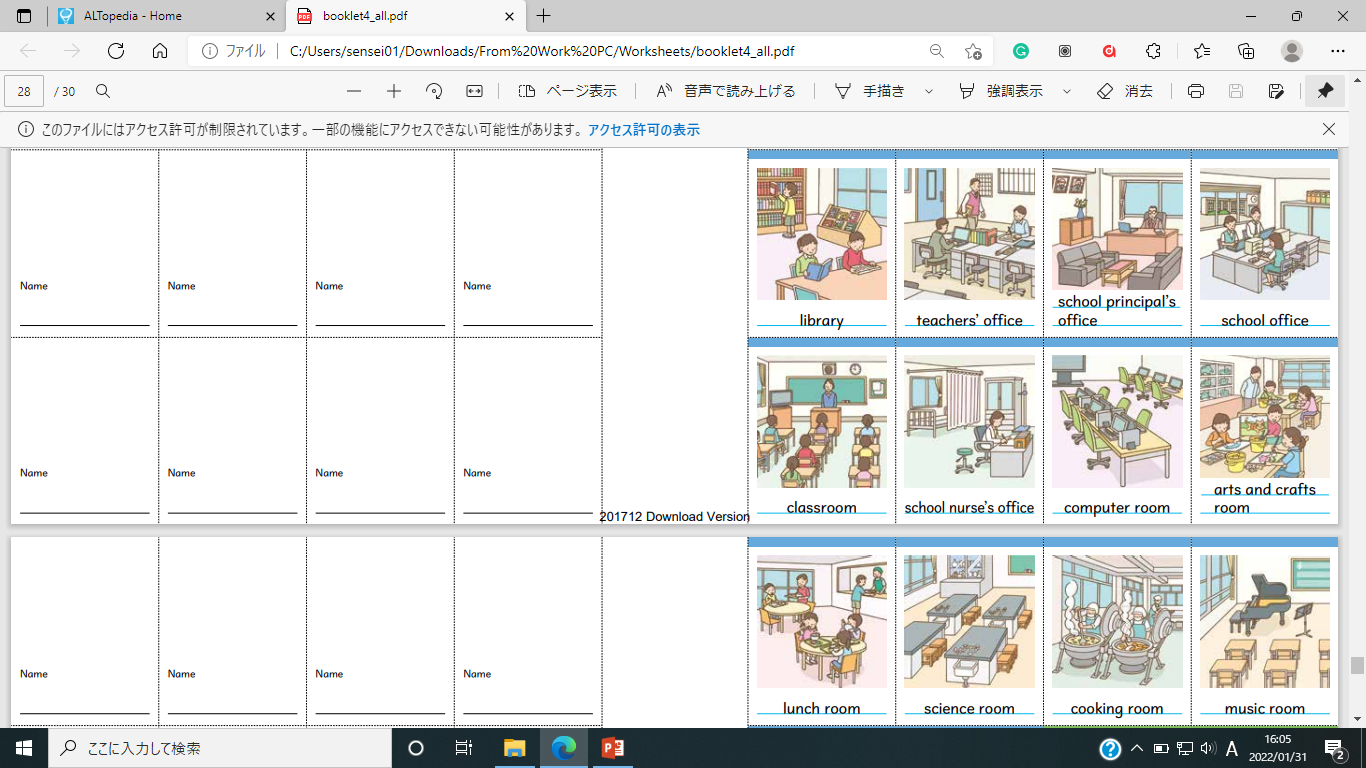 ALTopedia - Home
booklet4_all.pdf
ファイル
C:/Users/sensei01/Downloads/From%20Work%20PC/Worksheets/booklet4_all.pdf
28 / 30
ページ表示
音声で読み上げる
手描き
強調表示
消去
このファイルにはアクセス許可が制限されています。一部の機能にアクセスできない可能性があります。 アクセス許可の表示
Name Name Name Name
library
teachers' office
school principal's
office
school office
Name Name Name Name
classroom
school nurse's office
computer room
arts and crafts
room
201712 Download Version
Name Name Name Name
lunch room
science room
cooking room
music room
ここに入力して検索
A
16:05
2022/01/31
2